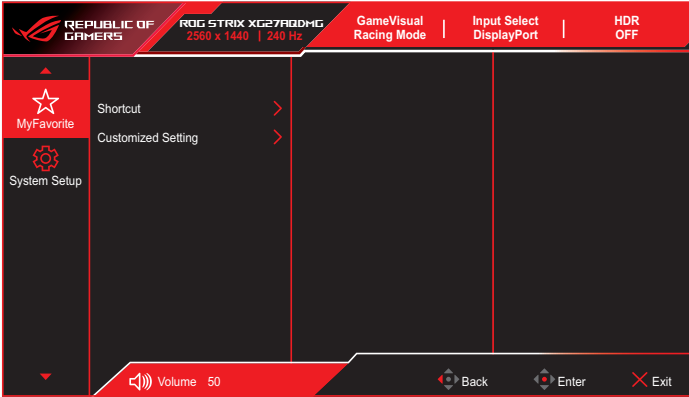 REPUBLIC OF
GAMERS
ROG STRIX XG27AQDMG
2560 x 1440 | 240 Hz
GameVisual
Racing Mode
Input Select
DisplayPort
HDR
OFF
MyFavorite
System Setup
Shortcut
Customized Setting
Volume 50
Back
Enter
Exit